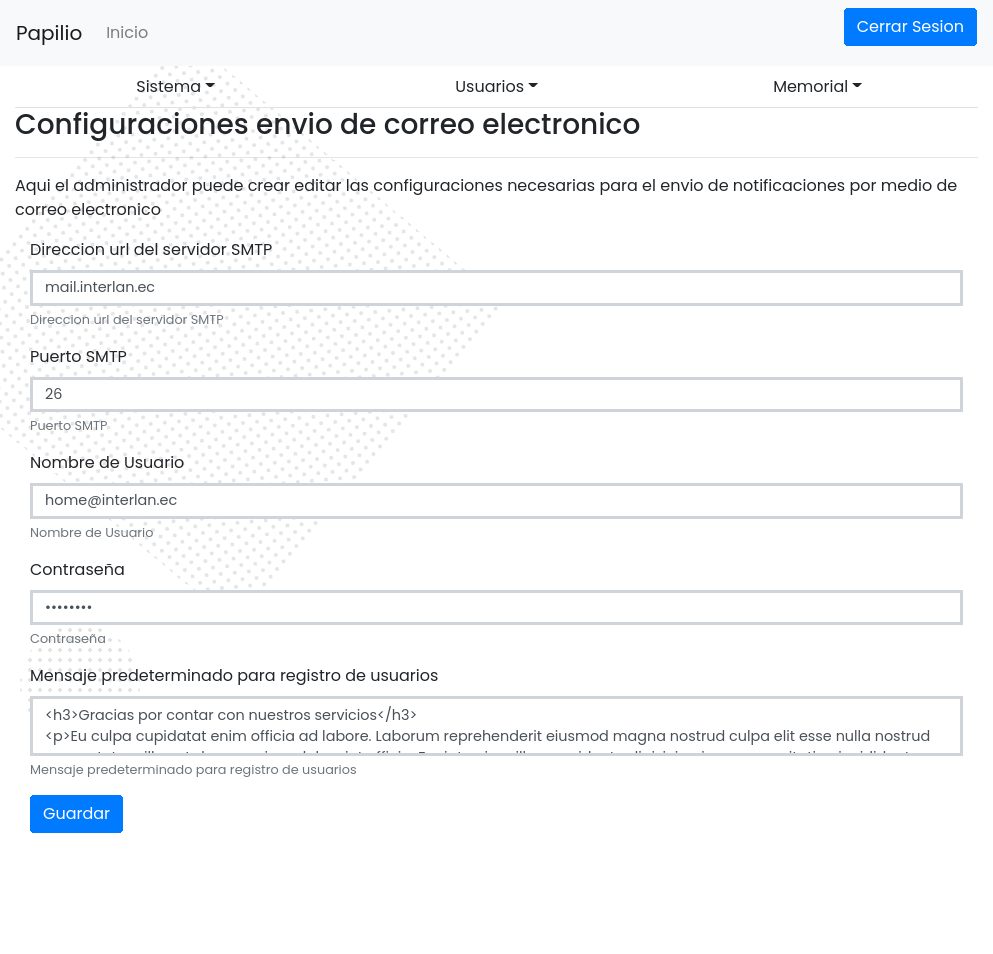 Papilio Inicio Cerrar Sesion
Sistema Usuarios Memorial
Configuraciones envio de correo electronico
Aqui el administrador puede crear editar las configuraciones necesarias para el envio de notificaciones por medio de
correo electronico
Direccion url del servidor SMTP
mail.interlan.ec
Direccion url del servidor SMTP
Puerto SMTP
26
Puerto SMTP
Nombre de Usuario
home@interlan.ec
Nombre de Usuario
Contraseña
••••••••
Contraseña
Mensaje predeterminado para registro de usuarios
<h3>Gracias por contar con nuestros servicios</h3>
<p>Eu culpa cupidatat enim officia ad labore. Laborum reprehenderit eiusmod magna nostrud culpa elit esse nulla nostrud
Mensaje predeterminado para registro de usuarios
Guardar